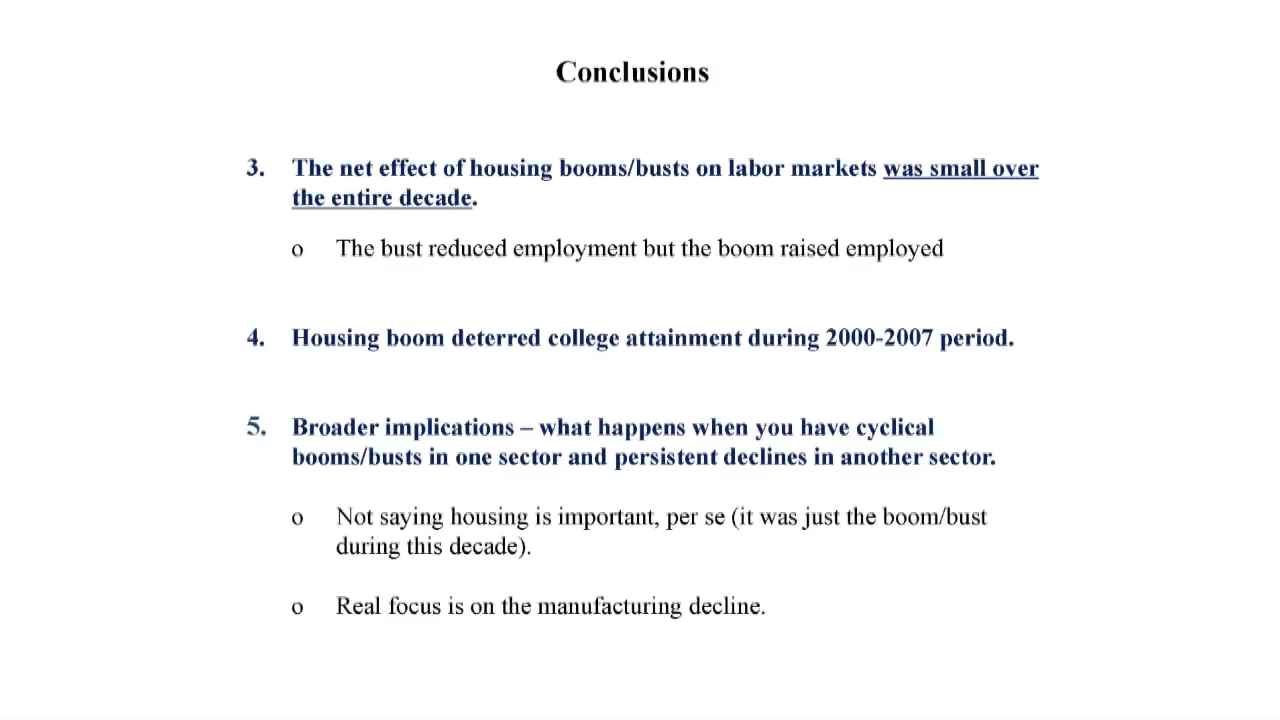 Conclusions
3. The net effect of housing booms/busts on labor markets was small over
the entire decade.
o The bust reduced employment but the boom raised employed
4. Housing boom deterred college attainment during 2000-2007 period.
5. Broader implications – what happens when you have cyclical
booms/busts in one sector and persistent declines in another sector.
o Not saying housing is important, per se (it was just the boom/bust
during this decade).
o Real focus is on the manufacturing decline.